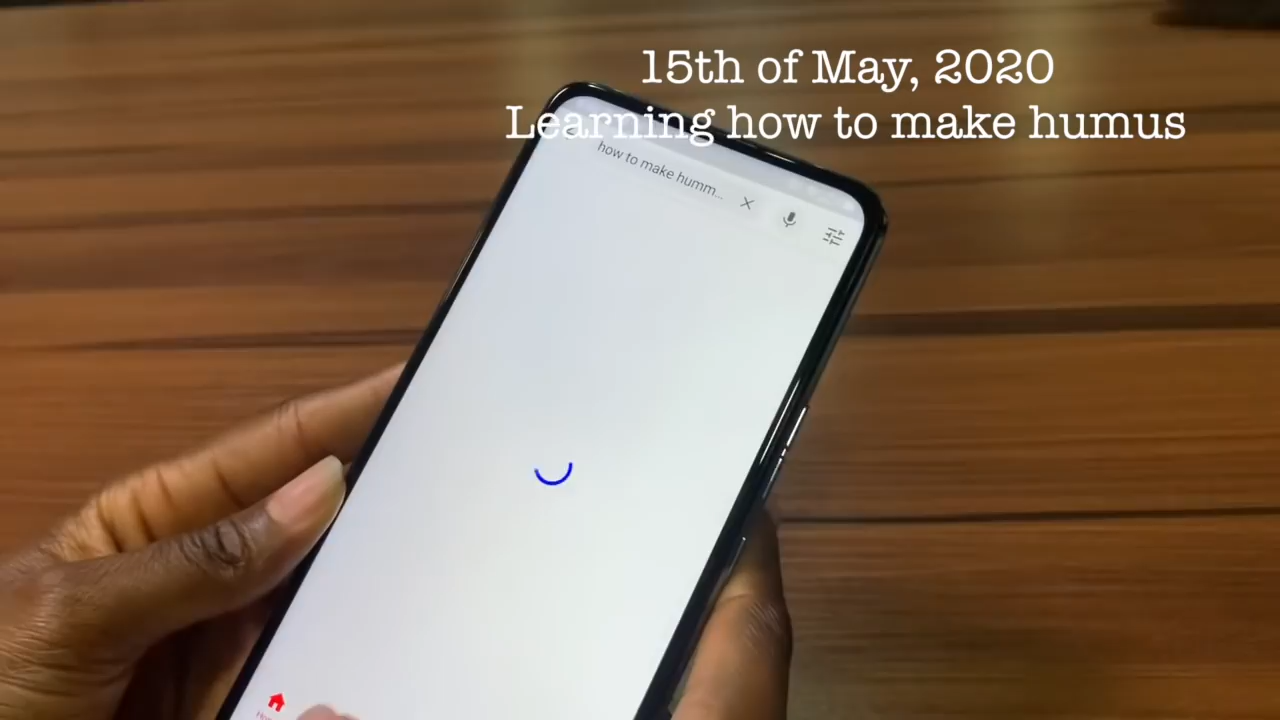 15th of May, 2020
Learning how to make humus
how to make humm...